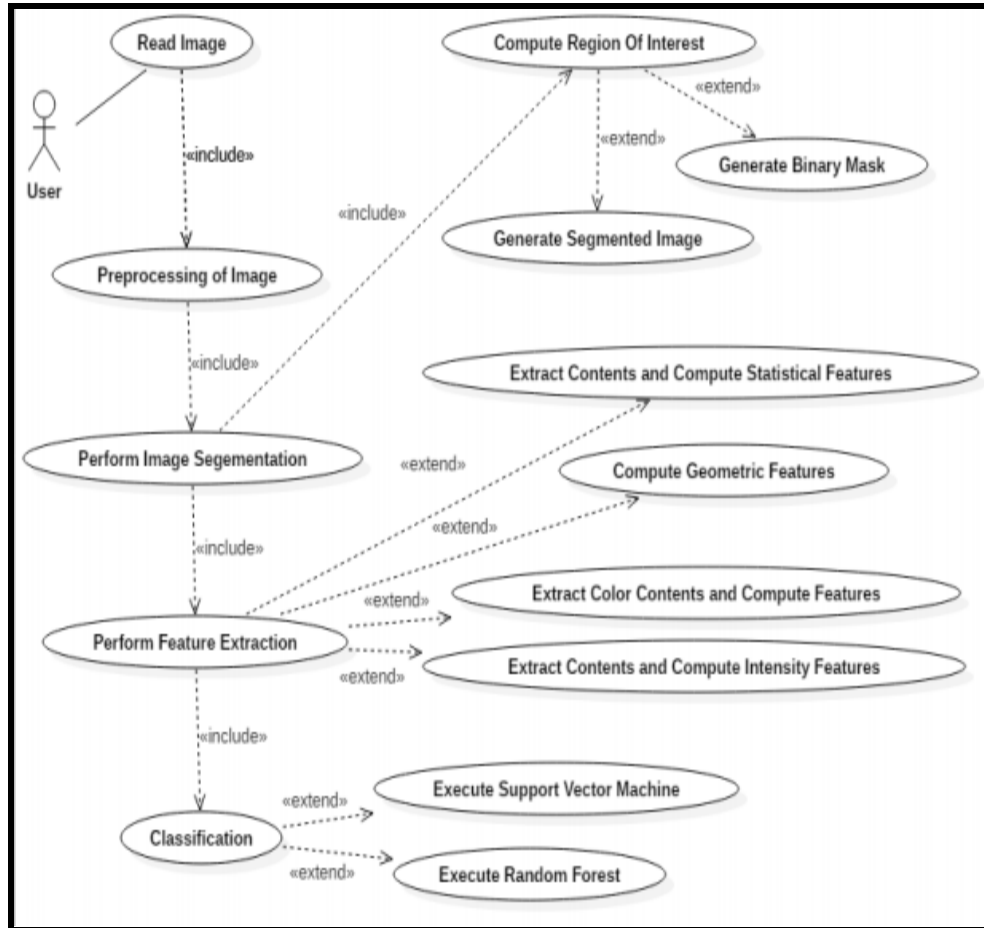 Read Image
Compute Region Of Interest
«extend»
«extend»
User
«include»
Generate Binary Mask
«include»
Generate Segmented Image
Preprocessing of Image
«include»
Extract Contents and Compute Statistical Features
Perform Image Segementation
«extend»
Compute Geometric Features
«extend»
«include»
Extract Color Contents and Compute Features
«extend»
Perform Feature Extraction
Extract Contents and Compute Intensity Features
«extend»
«include»
Execute Support Vector Machine
«extend»
Classification
«extend»
Execute Random Forest